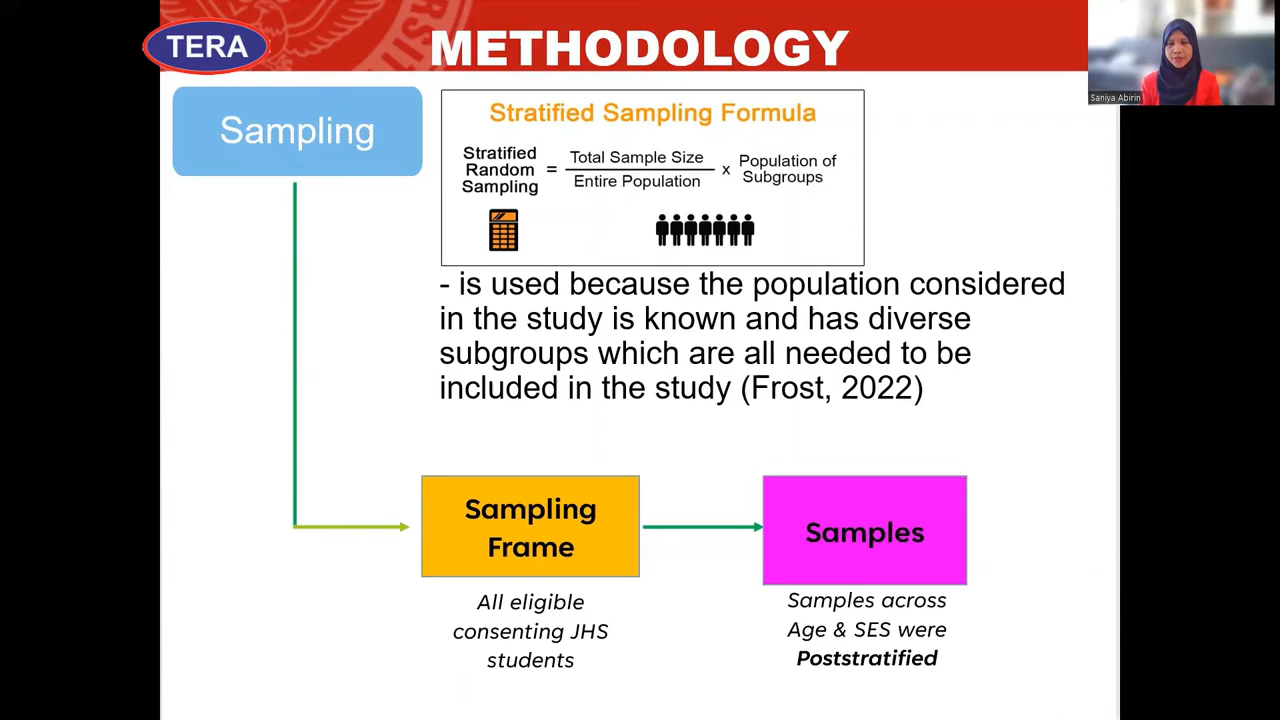 TERA
METHODOLOGY
Saniya Abirin
Sampling
Stratified Sampling Formula
Stratified
Random
Sampling
=
Total Sample Size
Entire Population
x
Population of
Subgroups
- is used because the population considered
in the study is known and has diverse
subgroups which are all needed to be
included in the study (Frost, 2022)
Sampling
Frame
Samples
All eligible
consenting JHS
students
Samples across
Age & SES were
Poststratified